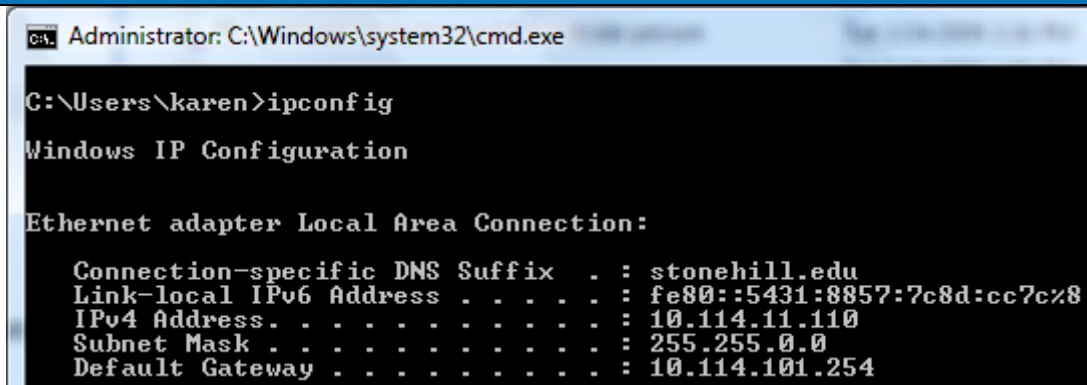 Administrator: C:\Windows\system32\cmd.exe
C:\Users\karen>ipconfig
Windows IP Configuration
Ethernet adapter Local Area Connection:
Connection-specific DNS Suffix  . : stonehill.edu
Link-local IPv6 Address . . . . . : fe80::5431:8857:7c8d:cc7c%8
IPv4 Address. . . . . . . . . . . : 10.114.11.110
Subnet Mask . . . . . . . . . . . : 255.255.0.0
Default Gateway . . . . . . . . . : 10.114.101.254